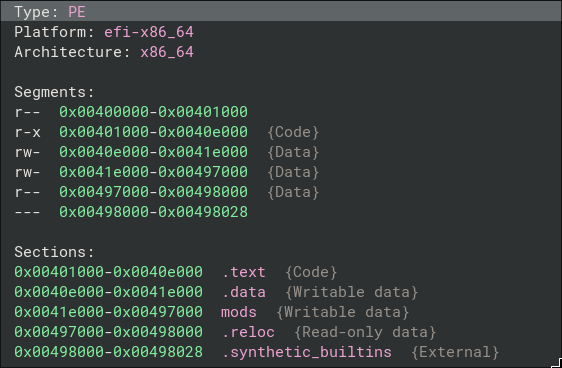 Type: PE
Platform: efi-x86_64
Architecture: x86_64
Segments:
r--  0x00400000-0x00401000
r-x  0x00401000-0x0040e000  {Code}
rw-  0x0040e000-0x0041e000  {Data}
rw-  0x0041e000-0x00497000  {Data}
r--  0x00497000-0x00498000  {Data}
---  0x00498000-0x00498028
Sections:
0x00401000-0x0040e000  .text  {Code}
0x0040e000-0x0041e000  .data  {Writable data}
0x0041e000-0x00497000  mods  {Writable data}
0x00497000-0x00498000  .reloc  {Read-only data}
0x00498000-0x00498028  .synthetic_builtins  {External}